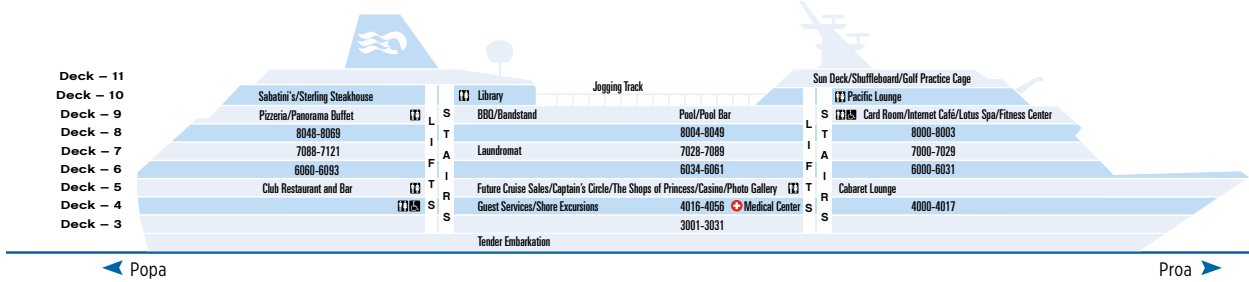 Deck – 11 Sun Deck/Shuffleboard/Golf Practice Cage
Jogging Track
Deck – 10 Sabatini's/Sterling Steakhouse Library Pacific Lounge
Deck – 9 Pizzeria/Panorama Buffet BBQ/Bandstand Pool/Pool Bar Card Room/Internet Café/Lotus Spa/Fitness Center
Deck – 8 8048-8069 8004-8049 8000-8003
Deck – 7 7088-7121 Laundromat 7028-7089 7000-7029
Deck – 6 6060-6093 6034-6061 6000-6031
Deck – 5 Club Restaurant and Bar Future Cruise Sales/Captain's Circle/The Shops of Princess/Casino/Photo Gallery Cabaret Lounge
Deck – 4 Guest Services/Shore Excursions 4016-4056 Medical Center 4000-4017
Deck – 3 3001-3031
Tender Embarkation
LIFTS
STAIRS
LIFTS
STAIRS
Popa Proa